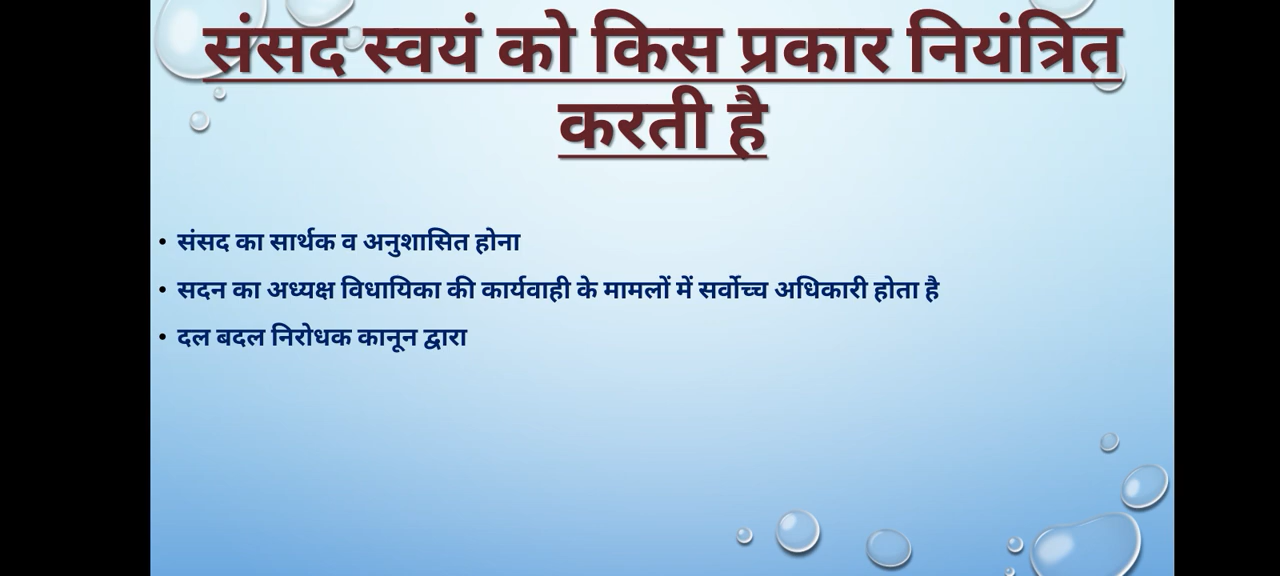 संसद स्वयं को किस प्रकार नियंत्रित
करती है
• संसद का सार्थक व अनुशासित होना
• सदन का अध्यक्ष विधायिका की कार्यवाही के मामलों में सर्वोच्च अधिकारी होता है
• दल बदल निरोधक कानून द्वारा